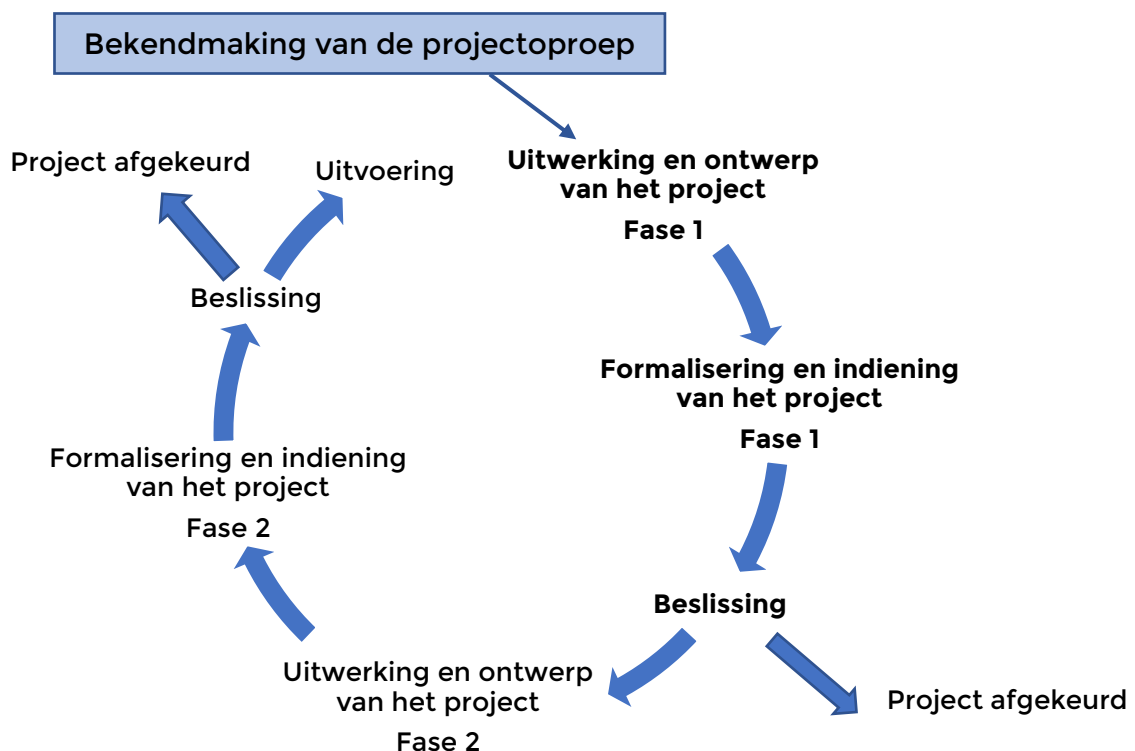 Bekendmaking van de projectoproep
Uitwerking en ontwerp
van het project
Fase 1
Formalisering en indiening
van het project
Fase 1
Beslissing
Project afgekeurd
Uitwerking en ontwerp
van het project
Fase 2
Formalisering en indiening
van het project
Fase 2
Beslissing
Project afgekeurd
Uitvoering